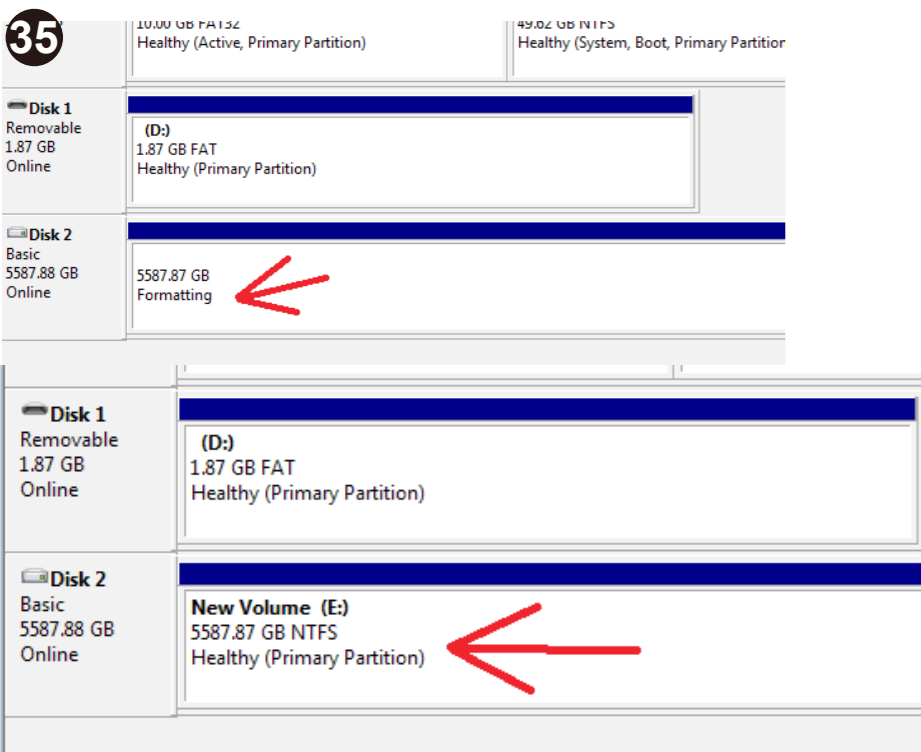 35
10.00 GB FAT32
Healthy (Active, Primary Partition)
49.62 GB NTFS
Healthy (System, Boot, Primary Partition
Disk 1
Removable
1.87 GB
Online
(D:)
1.87 GB FAT
Healthy (Primary Partition)
Disk 2
Basic
5587.88 GB
Online
5587.87 GB
Formatting
Disk 1
Removable
1.87 GB
Online
(D:)
1.87 GB FAT
Healthy (Primary Partition)
Disk 2
Basic
5587.88 GB
Online
New Volume (E:)
5587.87 GB NTFS
Healthy (Primary Partition)